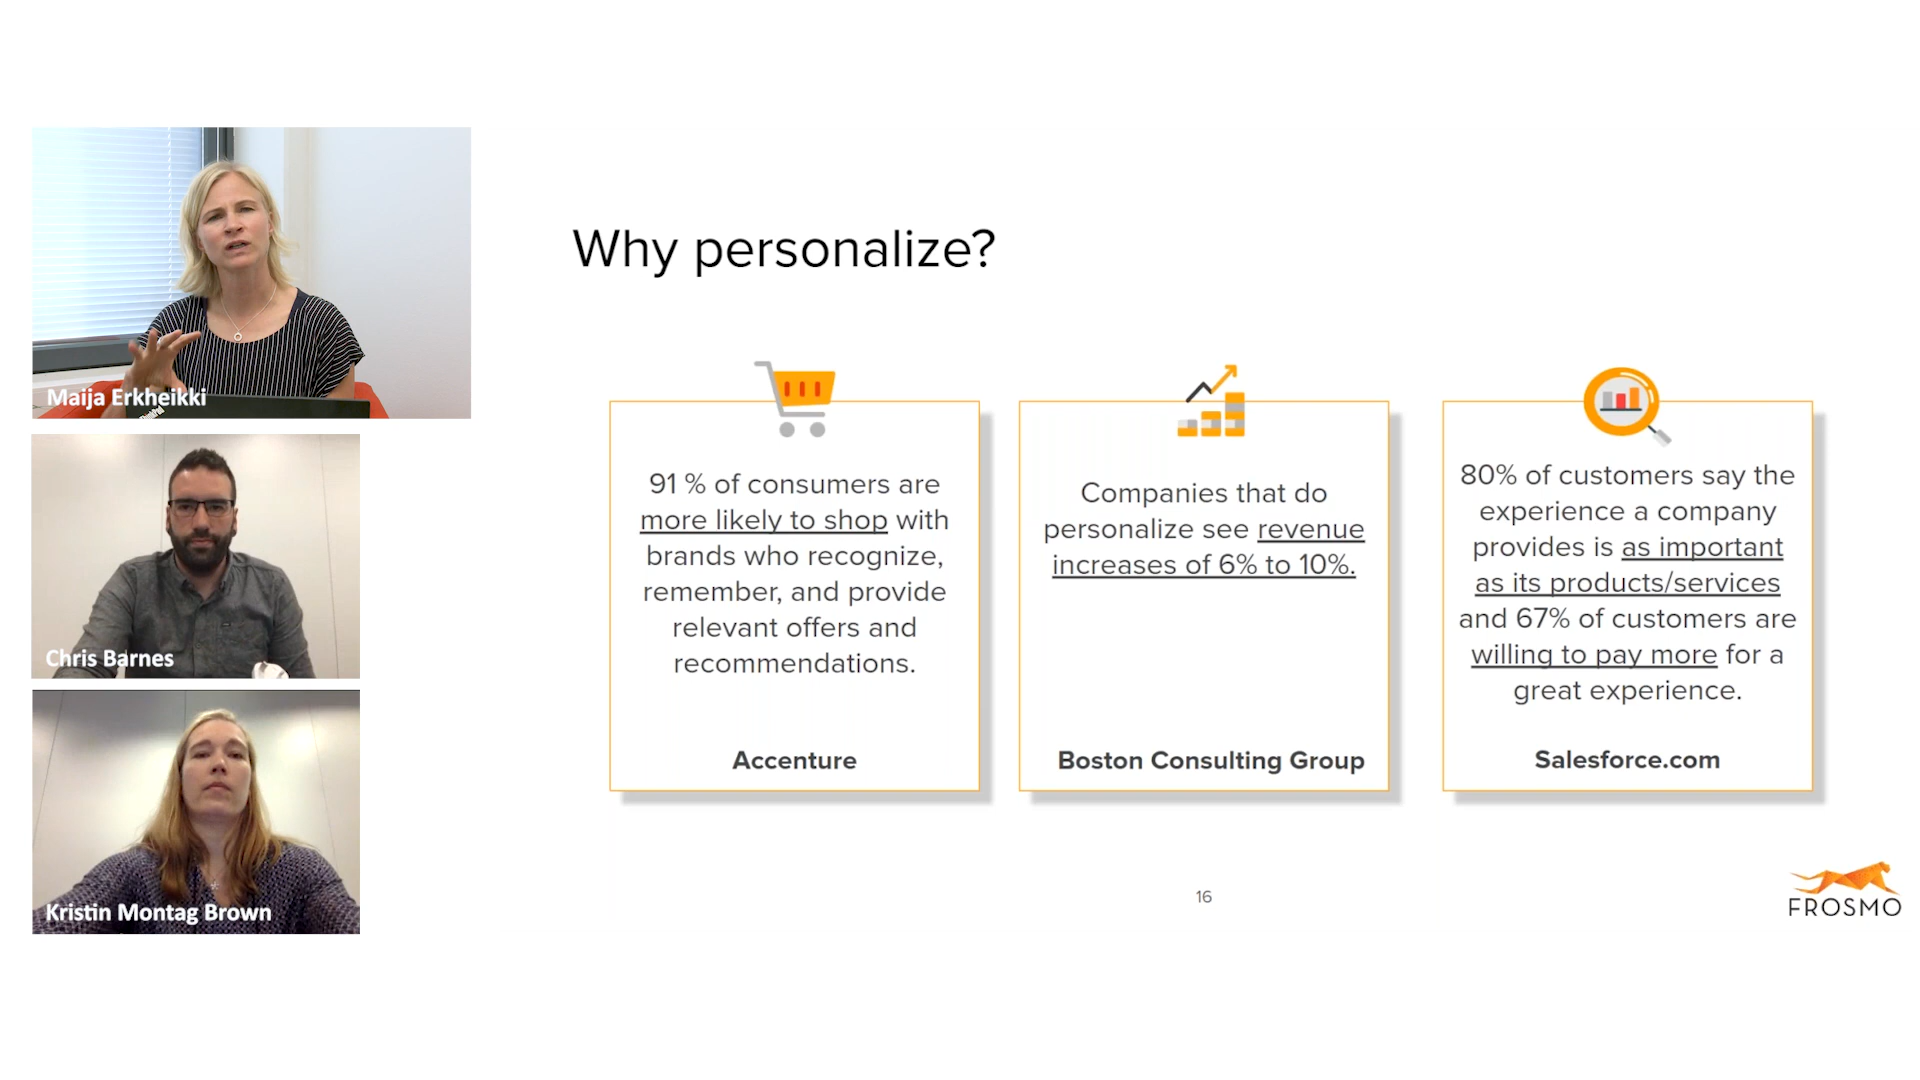 Maija Erkheikki
Chris Barnes
Kristin Montag Brown
Why personalize?
91 % of consumers are
more likely to shop with
brands who recognize,
remember, and provide
relevant offers and
recommendations.
Accenture
Companies that do
personalize see revenue
increases of 6% to 10%.
Boston Consulting Group
80% of customers say the
experience a company
provides is as important
as its products/services
and 67% of customers are
willing to pay more for a
great experience.
Salesforce.com
16
FROSMO